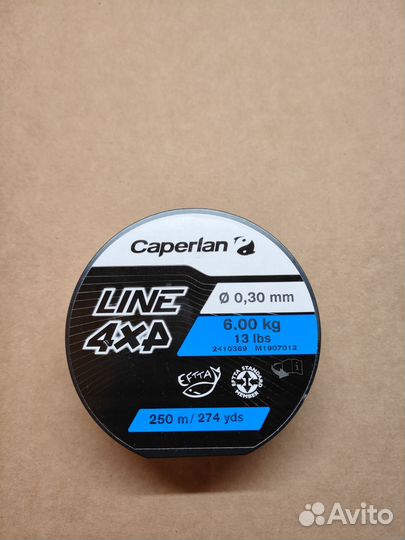 Caperlan
LINE
4XP
Ø 0,30 mm
6.00 kg
13 lbs
2410369 M1907012
EFTTA
EFTTA STANDARD
MEMBER
250 m / 274 yds
Avito